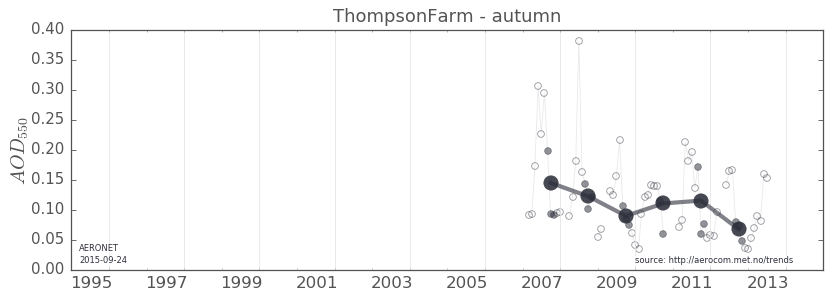 ThompsonFarm - autumn
0.40
0.35
0.30
0.25
0.20
0.15
0.10
0.05
0.00
AOD550
AERONET
2015-09-24
source: http://aerocom.met.no/trends
1995 1997 1999 2001 2003 2005 2007 2009 2011 2013